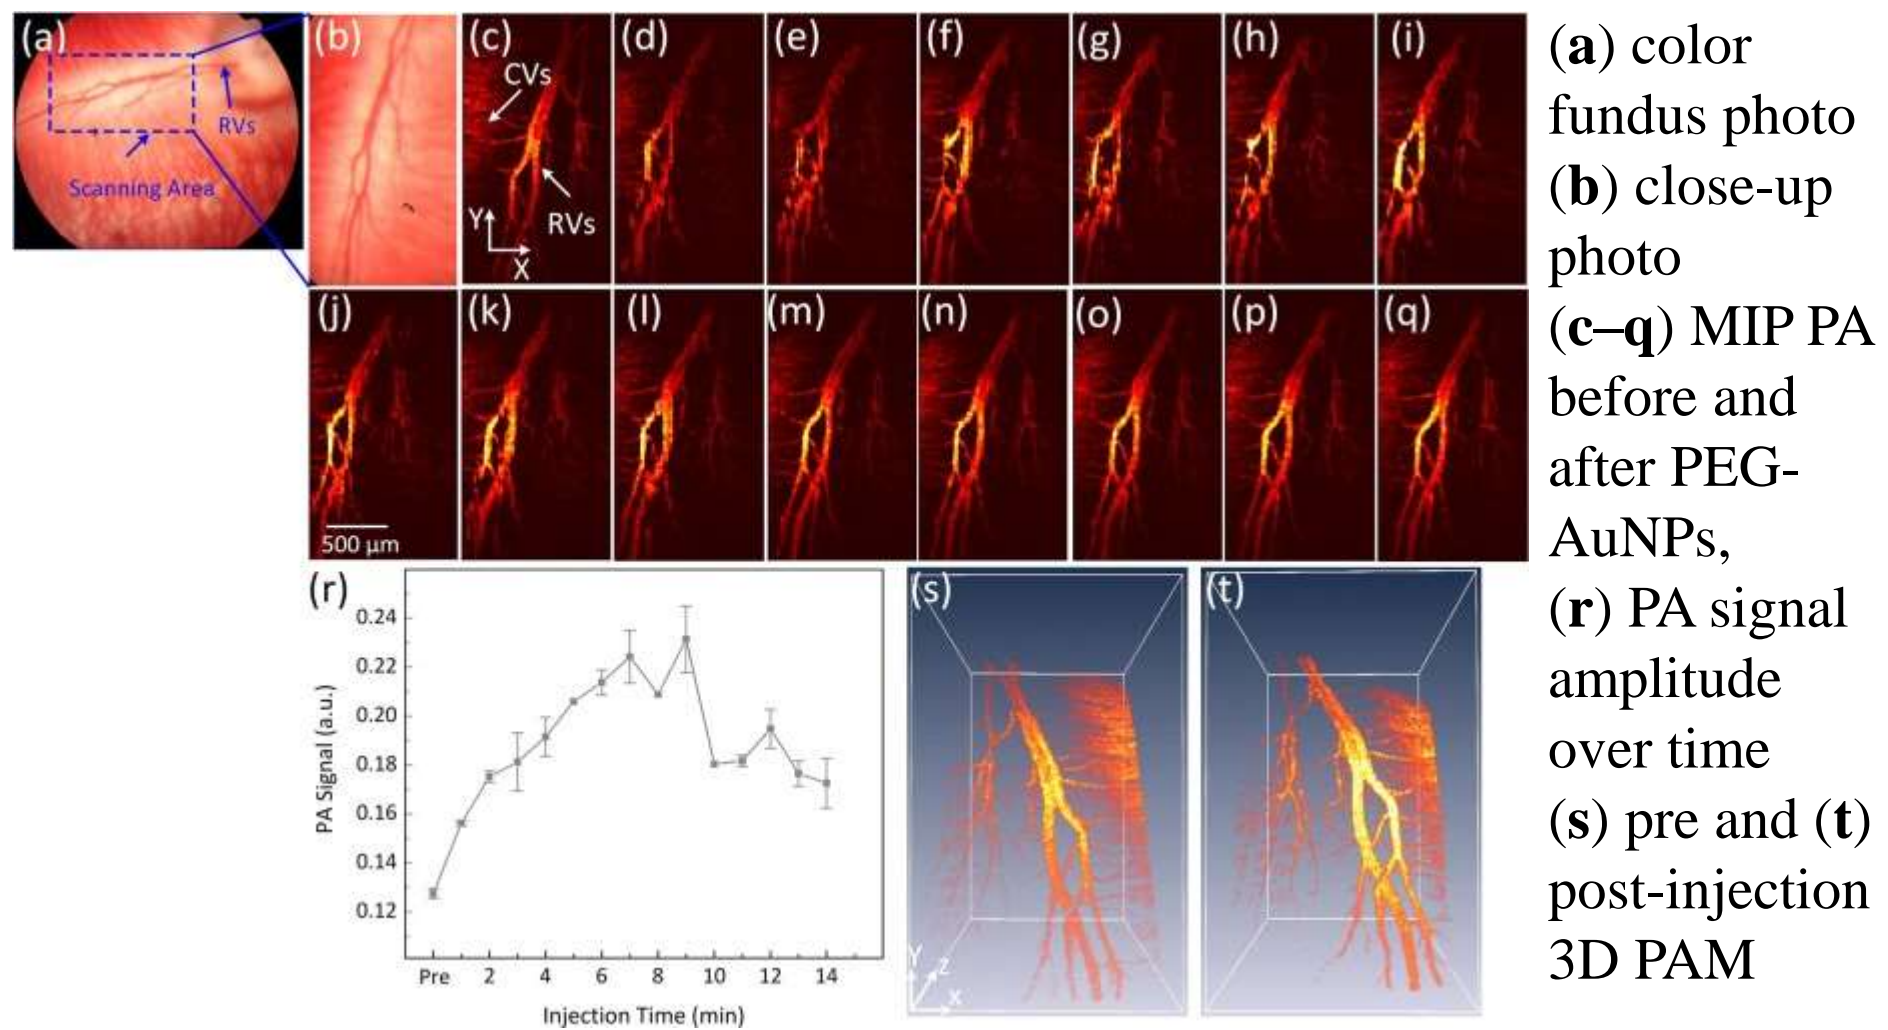 (a)
RVs
Scanning Area
(b)
(c)
CVs
RVs
Y
X
(d)
(e)
(f)
(g)
(h)
(i)
(j)
500 μm
(k)
(l)
(m)
(n)
(o)
(p)
(q)
(r)
PA Signal (a.u.)
0.24
0.22
0.20
0.18
0.16
0.14
0.12
Pre 2 4 6 8 10 12 14
Injection Time (min)
(s)
Y
Z
X
(t)
(a) color
fundus photo
(b) close-up
photo
(c–q) MIP PA
before and
after PEG-
AuNPs,
(r) PA signal
amplitude
over time
(s) pre and (t)
post-injection
3D PAM